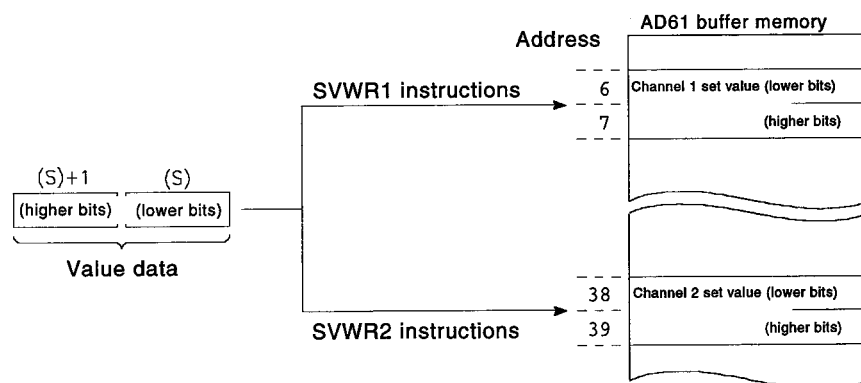 AD61 buffer memory
Address
SVWR1 instructions
6 Channel 1 set value (lower bits)
7 (higher bits)
(S)+1 (S)
(higher bits) (lower bits)
Value data
38 Channel 2 set value (lower bits)
SVWR2 instructions
39 (higher bits)